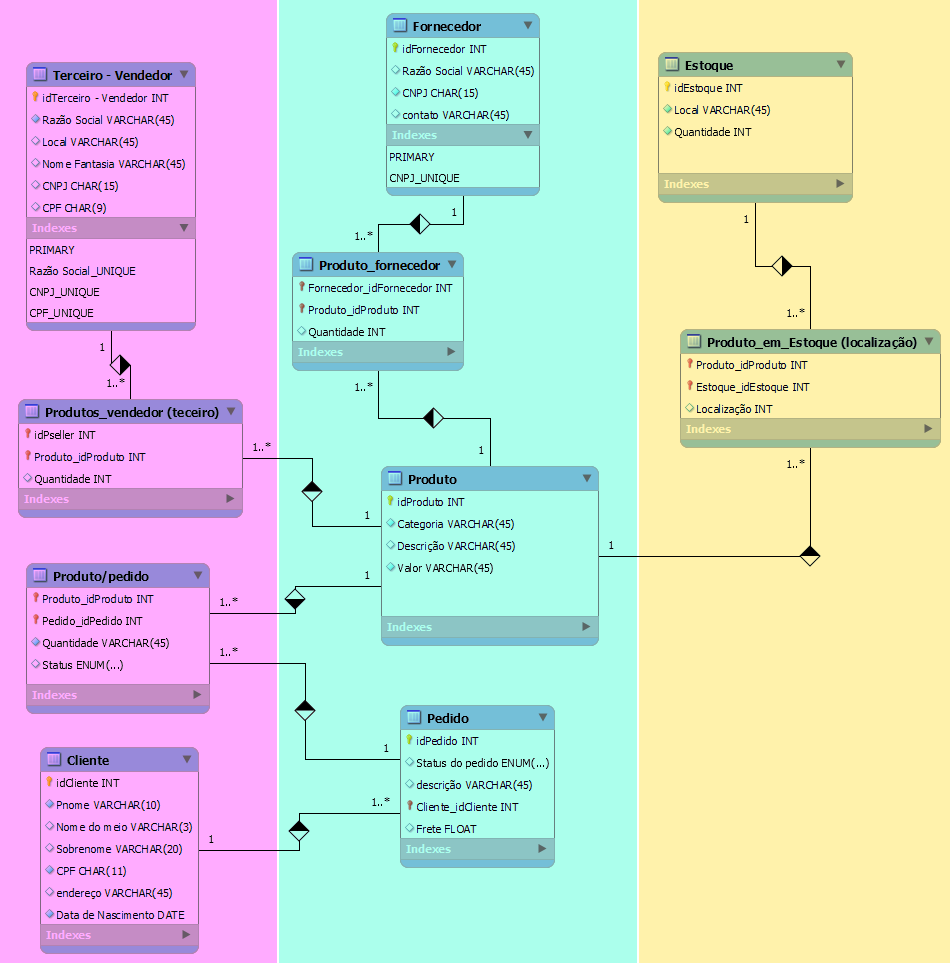 Terceiro - Vendedor
idTerceiro - Vendedor INT
Razão Social VARCHAR(45)
Local VARCHAR(45)
Nome Fantasia VARCHAR(45)
CNPJ CHAR(15)
CPF CHAR(9)
Indexes
PRIMARY
Razão Social_UNIQUE
CNPJ_UNIQUE
CPF_UNIQUE
1
1..*
Produtos_vendedor (teceiro)
idPseller INT
Produto_idProduto INT
Quantidade INT
Indexes
1..*
1
Produto/pedido
Produto_idProduto INT
Pedido_idPedido INT
Quantidade VARCHAR(45)
Status ENUM(...)
Indexes
1..*
1
1..*
1
Cliente
idCliente INT
Pnome VARCHAR(10)
Nome do meio VARCHAR(3)
Sobrenome VARCHAR(20)
CPF CHAR(11)
endereço VARCHAR(45)
Data de Nascimento DATE
Indexes
1
1..*
Fornecedor
idFornecedor INT
Razão Social VARCHAR(45)
CNPJ CHAR(15)
contato VARCHAR(45)
Indexes
PRIMARY
CNPJ_UNIQUE
1
1..*
Produto_fornecedor
Fornecedor_idFornecedor INT
Produto_idProduto INT
Quantidade INT
Indexes
1..*
1
Produto
idProduto INT
Categoria VARCHAR(45)
Descrição VARCHAR(45)
Valor VARCHAR(45)
Indexes
1
Pedido
idPedido INT
Status do pedido ENUM(...)
descrição VARCHAR(45)
Cliente_idCliente INT
Frete FLOAT
Indexes
Estoque
idEstoque INT
Local VARCHAR(45)
Quantidade INT
Indexes
1
1..*
Produto_em_Estoque (localização)
Produto_idProduto INT
Estoque_idEstoque INT
Localização INT
Indexes
1..*